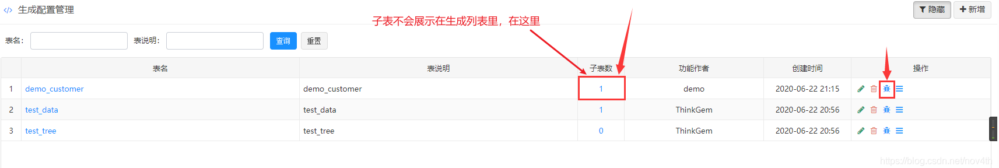 生成配置管理
隐藏
新增
子表不会展示在生成列表里，在这里
表名：
表说明：
查询
重置
表名 表说明 子表数 功能作者 创建时间 操作
1 demo_customer demo_customer 1 demo 2020-06-22 21:15
2 test_data test_data 1 ThinkGem 2020-06-22 20:56
3 test_tree test_tree 0 ThinkGem 2020-06-22 20:56
https://blog.csdn.net/nov4th